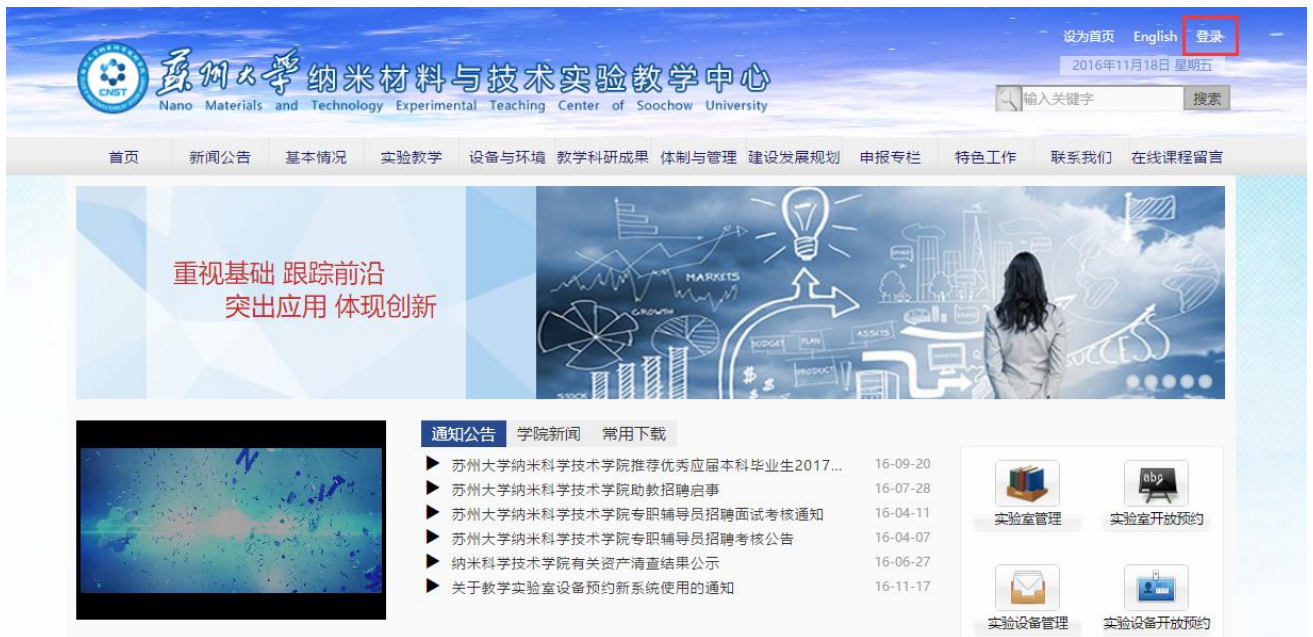 设为首页 English 登录
2016年11月18日 星期五
CNST
苏州大学纳米材料与技术实验教学中心
Nano Materials and Technology Experimental Teaching Center of Soochow University
输入关键字 搜索
首页 新闻公告 基本情况 实验教学 设备与环境 教学科研成果 体制与管理 建设发展规划 申报专栏 特色工作 联系我们 在线课程留言
重视基础 跟踪前沿
突出应用 体现创新
MARKETS
GROWTH
ASSETS
BUDGET PLAN
PRODUCT
SUCCESS
STOCK
$ $
通知公告 学院新闻 常用下载
苏州大学纳米科学技术学院推荐优秀应届本科毕业生2017... 16-09-20
苏州大学纳米科学技术学院助教招聘启事 16-07-28
苏州大学纳米科学技术学院专职辅导员招聘面试考核通知 16-04-11
苏州大学纳米科学技术学院专职辅导员招聘考核公告 16-04-07
纳米科学技术学院有关资产清查结果公示 16-06-27
关于教学实验室设备预约新系统使用的通知 16-11-17
abc
实验室管理 实验室开放预约
实验设备管理 实验设备开放预约